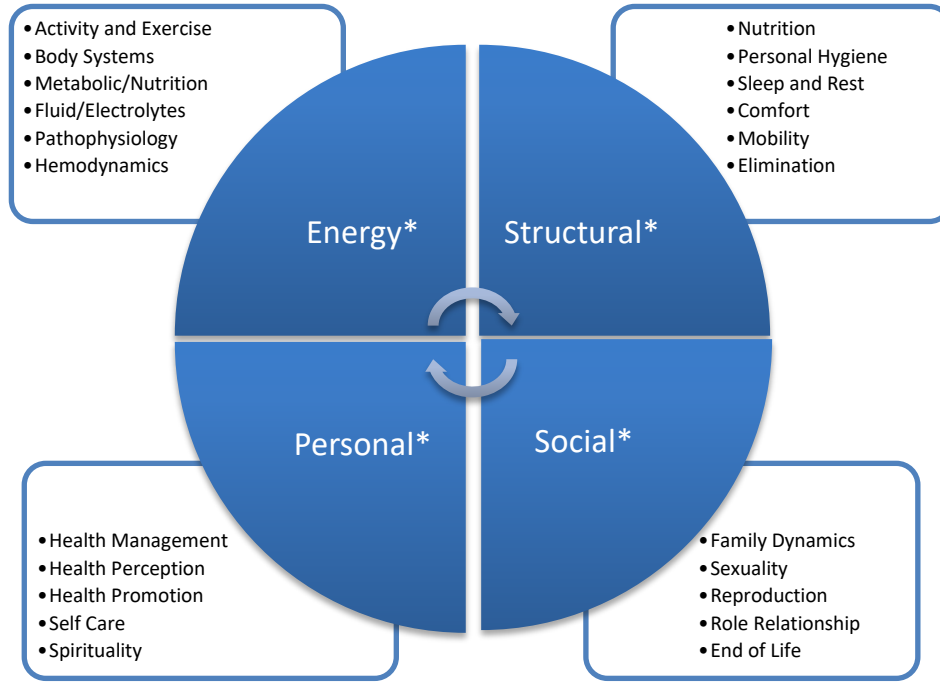 •Activity and Exercise
•Body Systems
•Metabolic/Nutrition
•Fluid/Electrolytes
•Pathophysiology
•Hemodynamics
•Nutrition
•Personal Hygiene
•Sleep and Rest
•Comfort
•Mobility
•Elimination
Energy*
Structural*
Personal*
Social*
•Health Management
•Health Perception
•Health Promotion
•Self Care
•Spirituality
•Family Dynamics
•Sexuality
•Reproduction
•Role Relationship
•End of Life